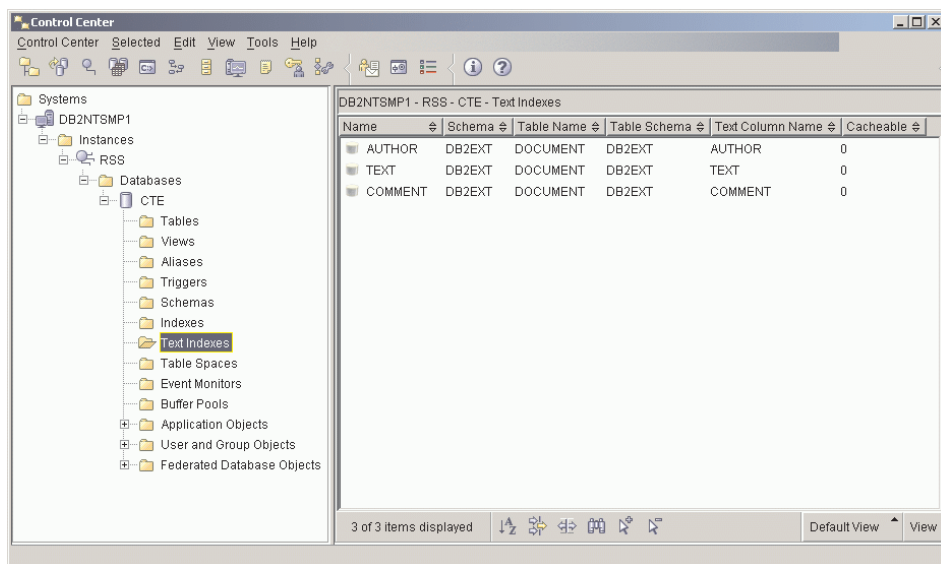 Control Center
Control Center Selected Edit View Tools Help
Systems
DB2NTSMP1
Instances
RSS
Databases
CTE
Tables
Views
Aliases
Triggers
Schemas
Indexes
Text Indexes
Table Spaces
Event Monitors
Buffer Pools
Application Objects
User and Group Objects
Federated Database Objects
DB2NTSMP1 - RSS - CTE - Text Indexes
Name Schema Table Name Table Schema Text Column Name Cacheable
AUTHOR DB2EXT DOCUMENT DB2EXT AUTHOR 0
TEXT DB2EXT DOCUMENT DB2EXT TEXT 0
COMMENT DB2EXT DOCUMENT DB2EXT COMMENT 0
3 of 3 items displayed Default View View